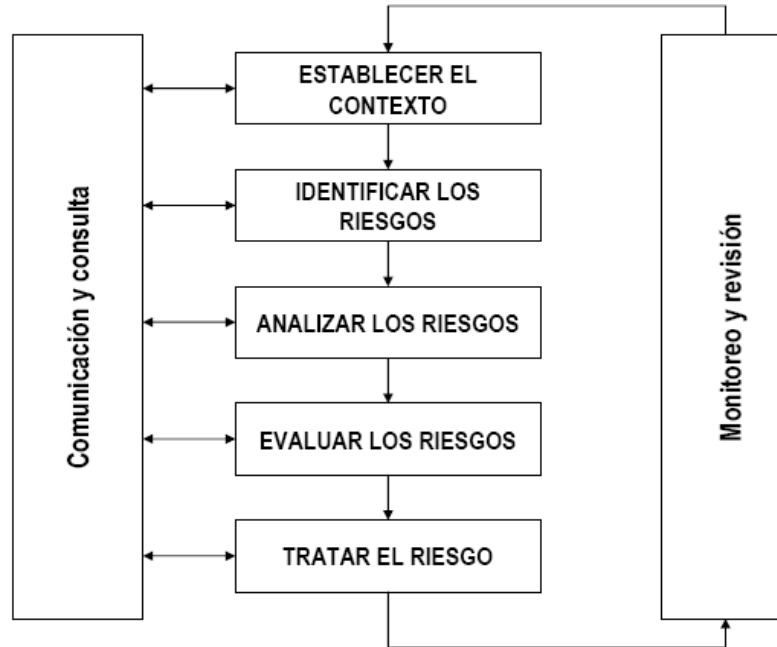 ESTABLECER EL
CONTEXTO
IDENTIFICAR LOS
RIESGOS
ANALIZAR LOS RIESGOS
EVALUAR LOS RIESGOS
TRATAR EL RIESGO
Comunicación y consulta
Monitoreo y revisión